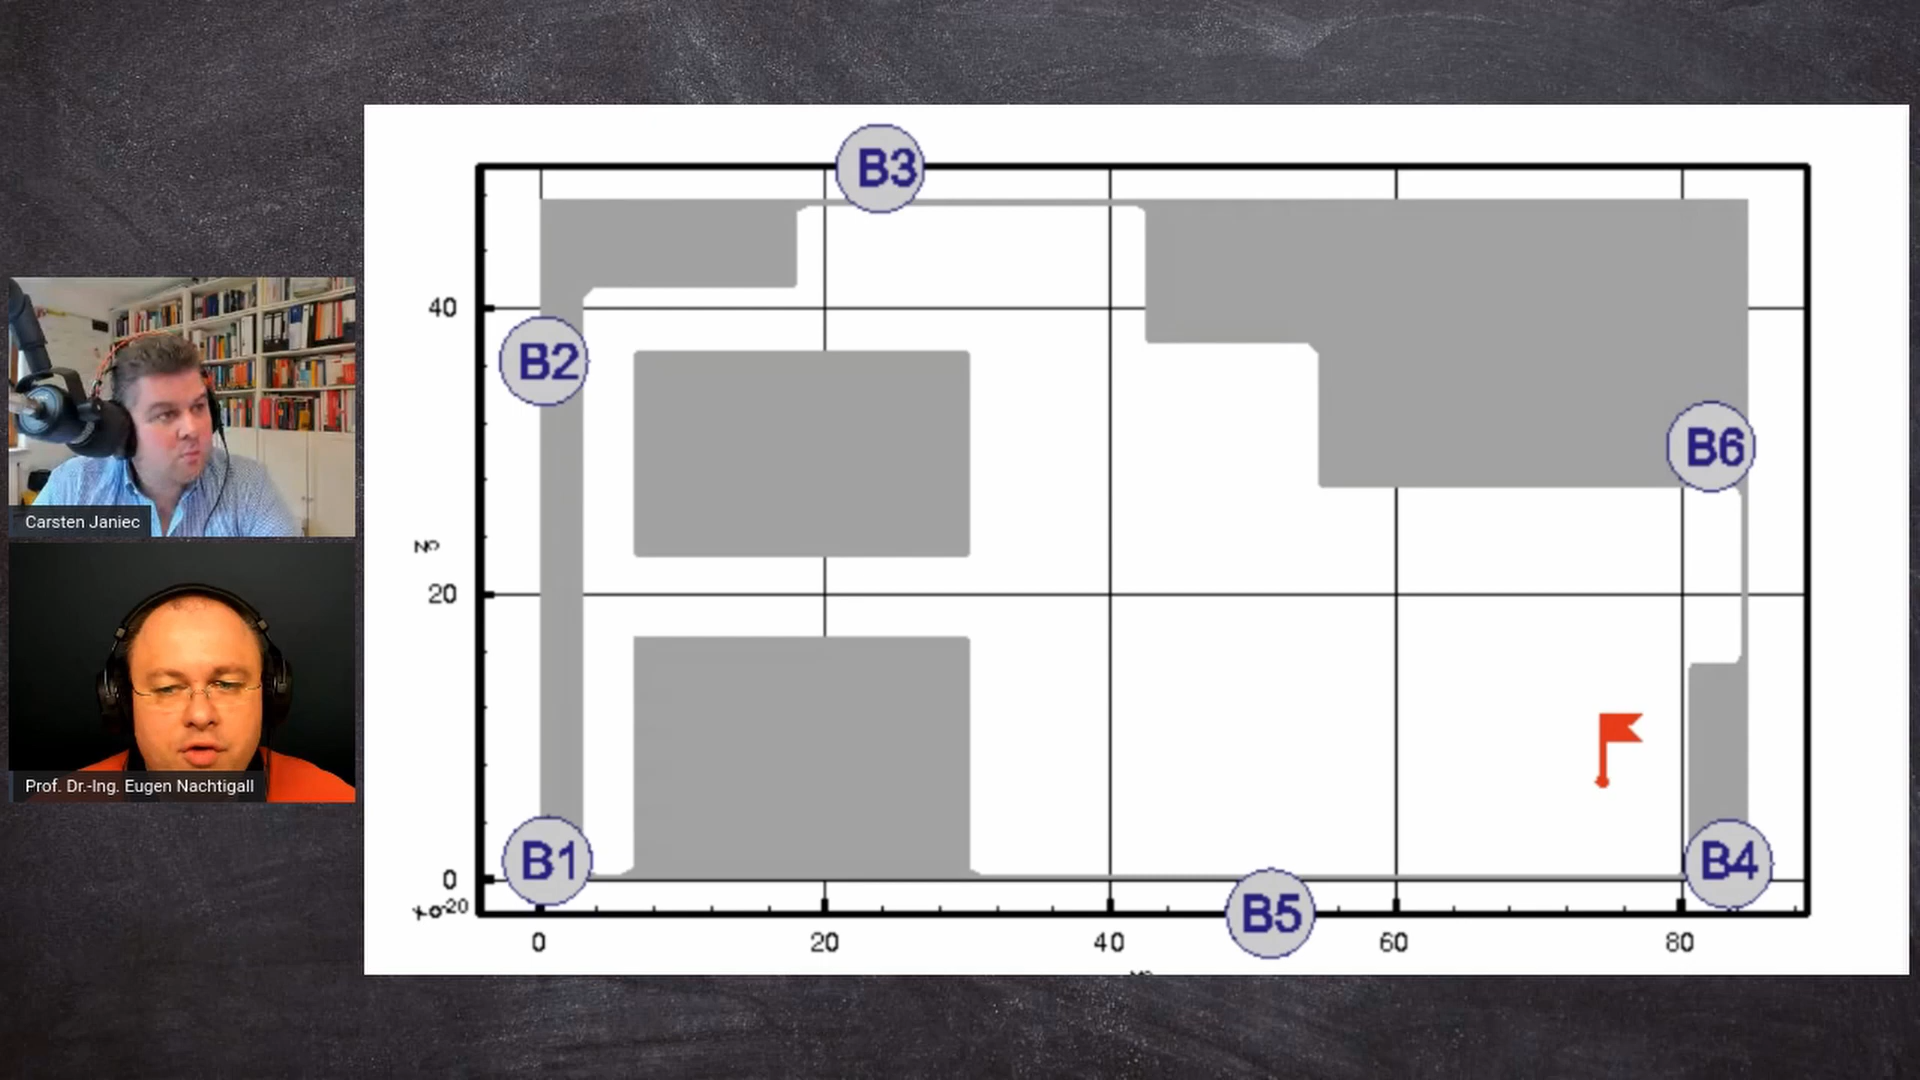 B3
40
B2
B6
Carsten Janiec
20
Prof. Dr.-Ing. Eugen Nachtigall
B1
B4
0
-20
B5
0
20
40
60
80